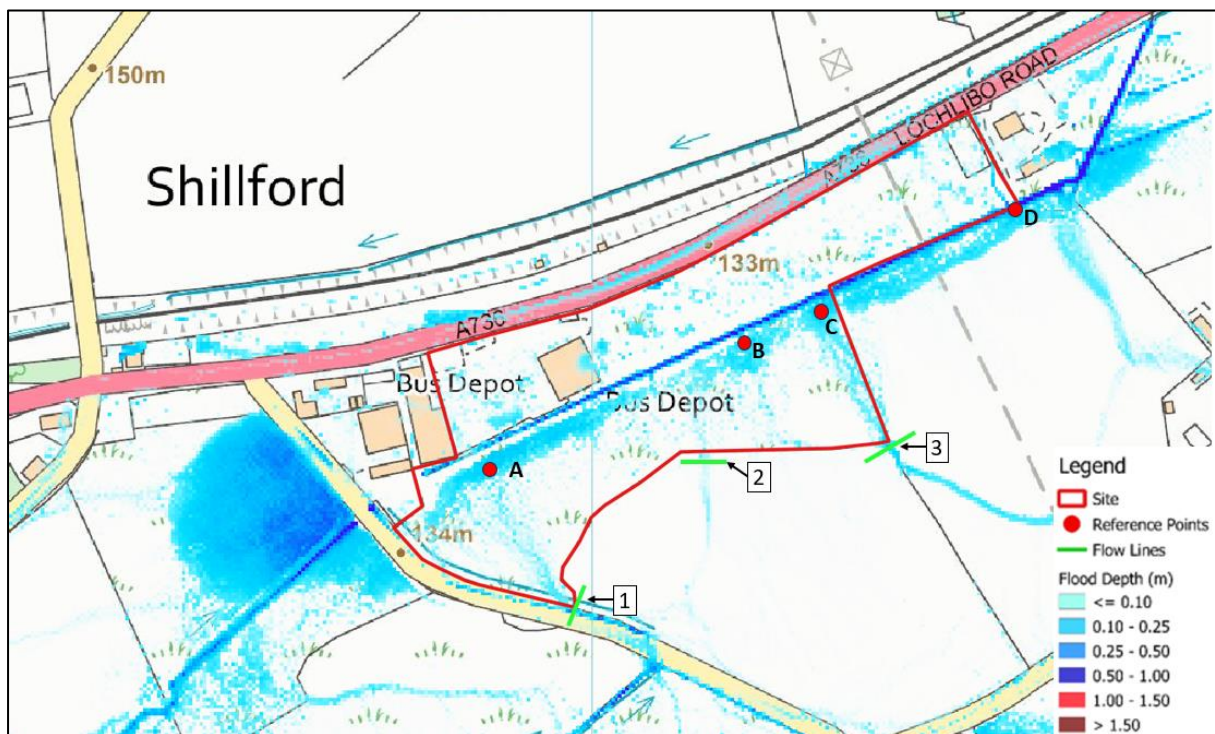 150m
Shillford
A736 LOCHLIBO ROAD
D
133m
C
A736
B
Bus Depot
Bus Depot
A
3
2
134m
1
Legend
Site
Reference Points
Flow Lines
Flood Depth (m)
<= 0.10
0.10 - 0.25
0.25 - 0.50
0.50 - 1.00
1.00 - 1.50
> 1.50